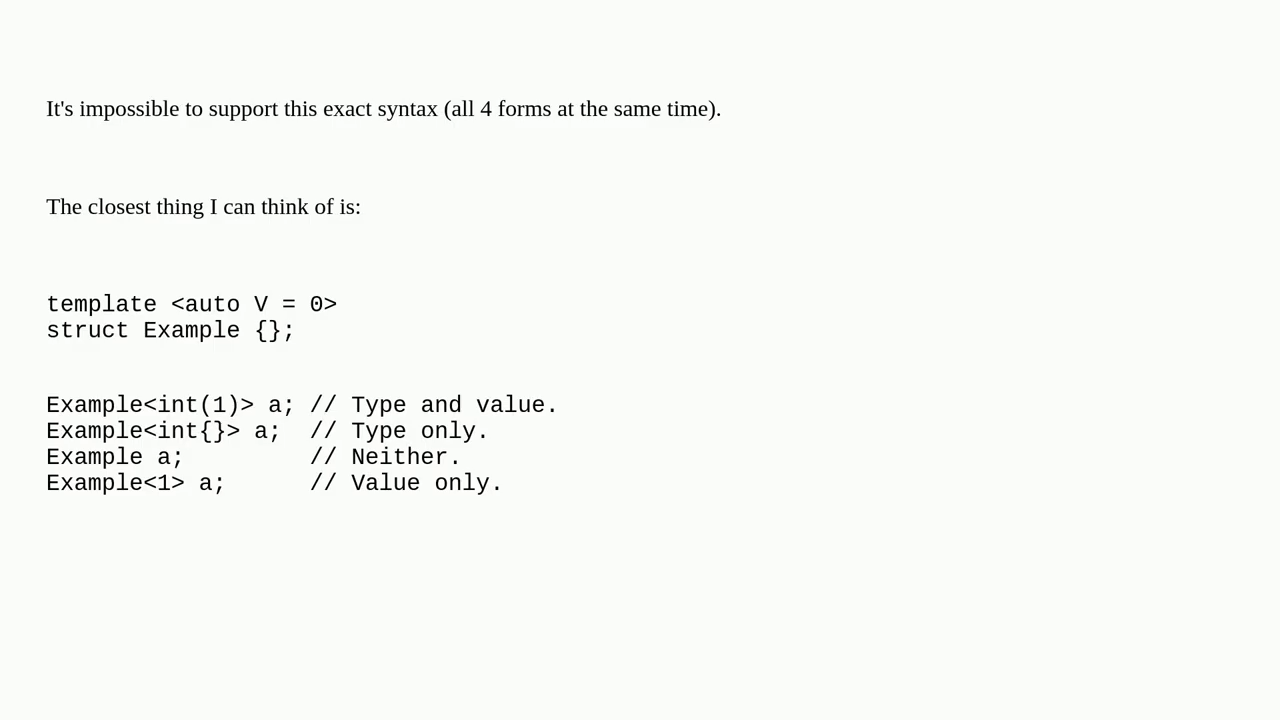 It's impossible to support this exact syntax (all 4 forms at the same time).
The closest thing I can think of is:
template <auto V = 0>
struct Example {};
Example<int(1)> a; // Type and value.
Example<int{}> a;  // Type only.
Example a;         // Neither.
Example<1> a;      // Value only.